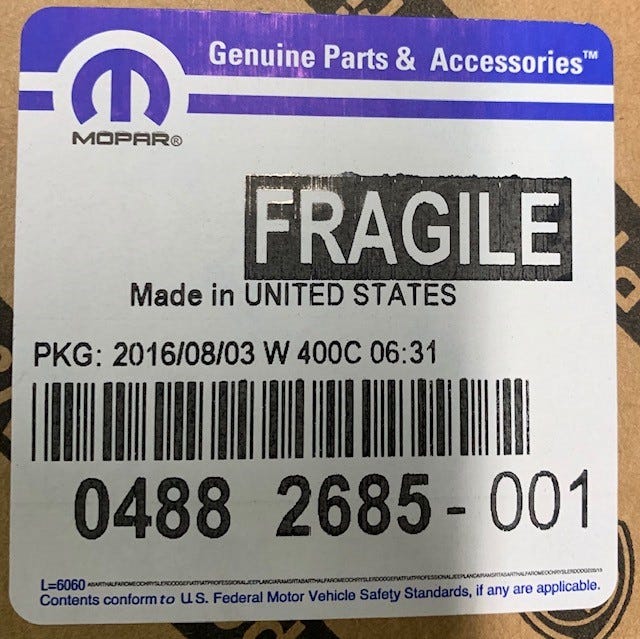 Genuine Parts & Accessories™
MOPAR®
FRAGILE
Made in UNITED STATES
PKG: 2016/08/03 W 400C 06:31
0488 2685-001
L=6060
Contents conform to U.S. Federal Motor Vehicle Safety Standards, if any are applicable.